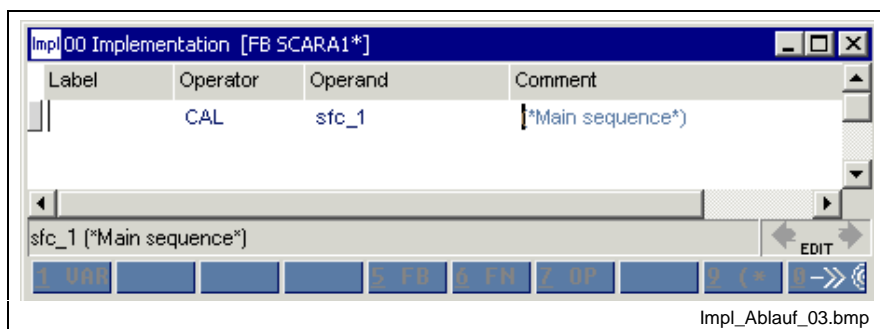 Impl 00 Implementation [FB SCARA1*]
Label Operator Operand Comment
CAL sfc_1 (*Main sequence*)
sfc_1 (*Main sequence*)
EDIT
1 VAR 5 FB 6 FN 7 OP 9 (* 0->>
Impl_Ablauf_03.bmp